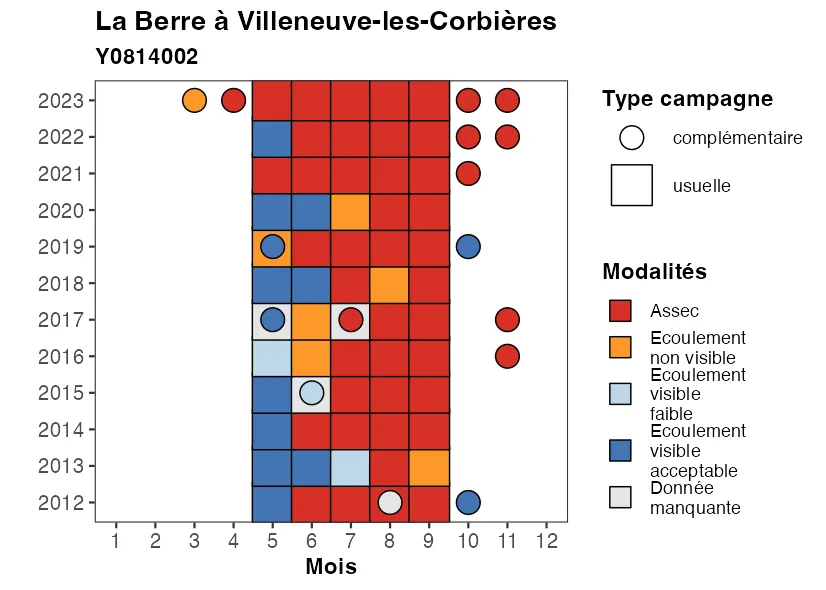 La Berre à Villeneuve-les-Corbières
Y0814002
2023
2022
2021
2020
2019
2018
2017
2016
2015
2014
2013
2012
1 2 3 4 5 6 7 8 9 10 11 12
Mois
Type campagne
complémentaire
usuelle
Modalités
Assec
Ecoulement
non visible
Ecoulement
visible
faible
Ecoulement
visible
acceptable
Donnée
manquante